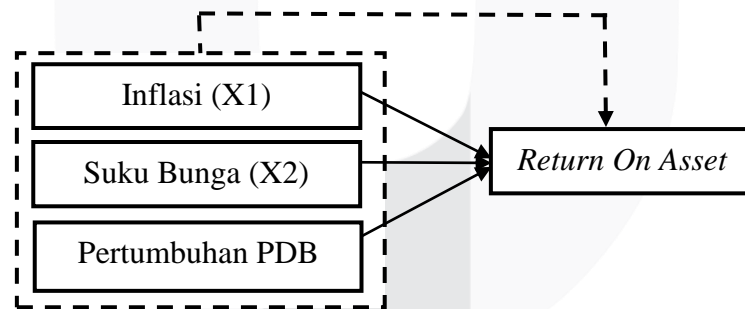 Inflasi (X1)
Suku Bunga (X2)
Return On Asset
Pertumbuhan PDB